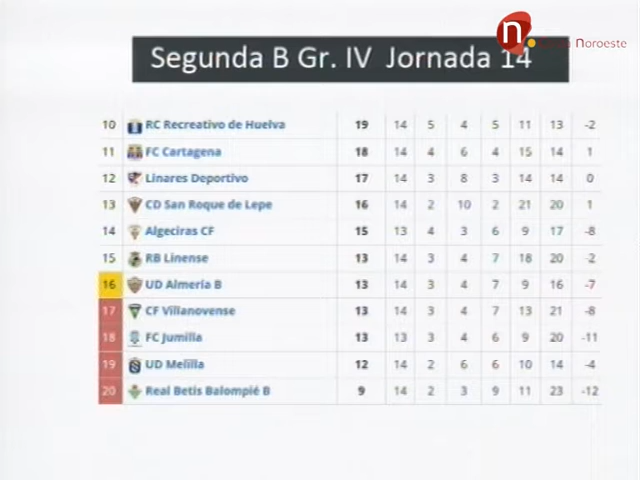 n
Noroeste
Segunda B Gr. IV Jornada 14
10 RC Recreativo de Huelva 19 14 5 4 5 11 13 -2
11 FC Cartagena 18 14 4 6 4 15 14 1
12 Linares Deportivo 17 14 3 8 3 14 14 0
13 CD San Roque de Lepe 16 14 2 10 2 21 20 1
14 Algeciras CF 15 13 4 3 6 9 17 -8
15 RB Linense 13 14 3 4 7 18 20 -2
16 UD Almería B 13 14 3 4 7 9 16 -7
17 CF Villanovense 13 14 3 4 7 13 21 -8
18 FC Jumilla 13 13 3 4 6 9 20 -11
19 UD Melilla 12 14 2 6 6 10 14 -4
20 Real Betis Balompié B 9 14 2 3 9 11 23 -12